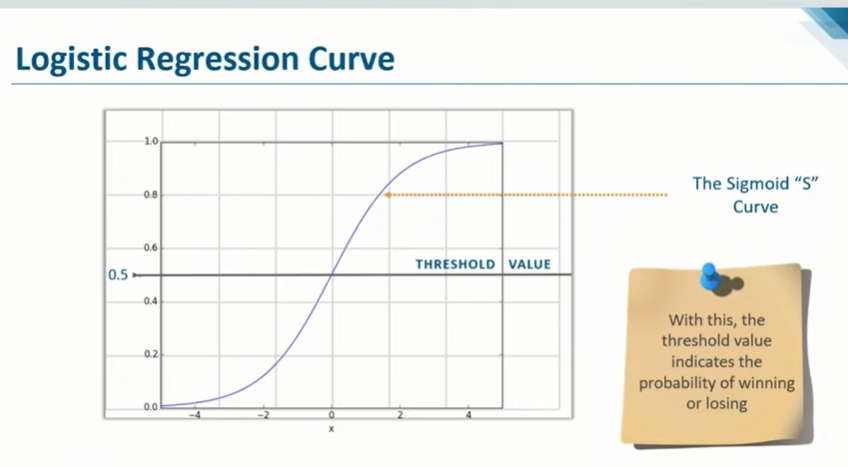 Logistic Regression Curve
1.0
0.8
0.6
0.5
0.4
0.2
0.0
−4 −2 0 2 4
x
THRESHOLD VALUE
The Sigmoid “S”
Curve
With this, the
threshold value
indicates the
probability of winning
or losing